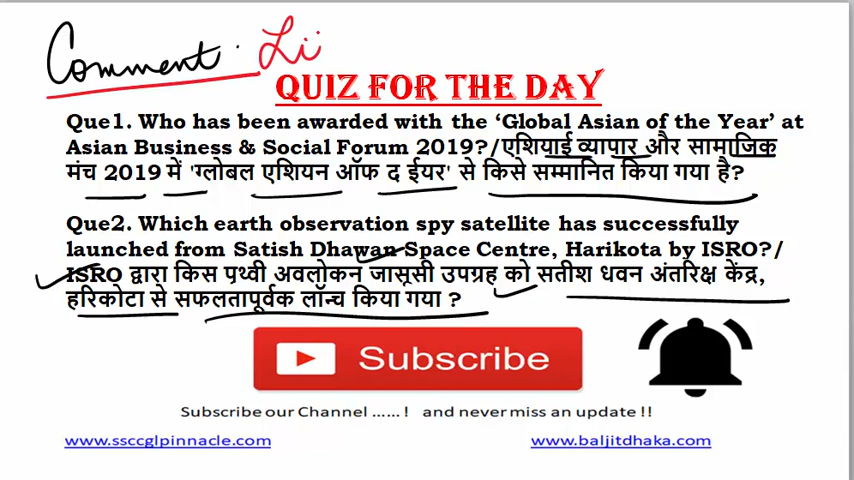 Comment. Li
QUIZ FOR THE DAY
Que1. Who has been awarded with the ‘Global Asian of the Year’ at
Asian Business & Social Forum 2019?/एशियाई व्यापार और सामाजिक
मंच 2019 में 'ग्लोबल एशियन ऑफ द ईयर' से किसे सम्मानित किया गया है?
Que2. Which earth observation spy satellite has successfully
launched from Satish Dhawan Space Centre, Harikota by ISRO?/
ISRO द्वारा किस पृथ्वी अवलोकन जासूसी उपग्रह को सतीश धवन अंतरिक्ष केंद्र,
हरिकोटा से सफलतापूर्वक लॉन्च किया गया ?
Subscribe
Subscribe our Channel ...... ! and never miss an update !!
www.ssccglpinnacle.com www.baljitdhaka.com